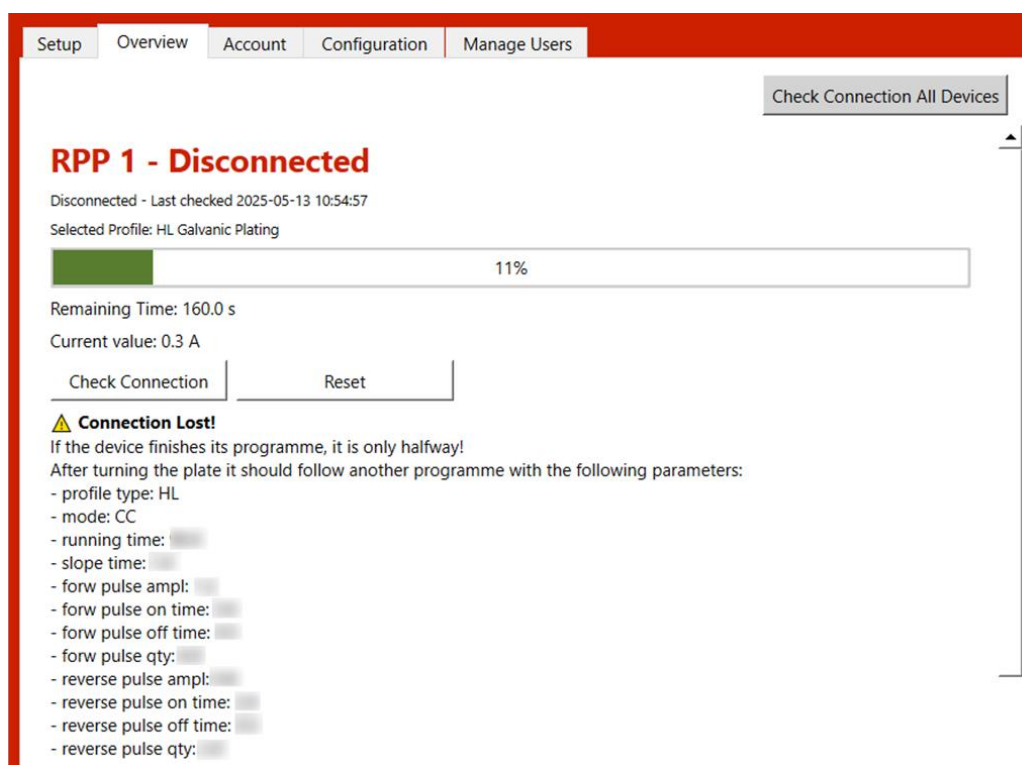 Setup Overview Account Configuration Manage Users
Check Connection All Devices
RPP 1 - Disconnected
Disconnected - Last checked 2025-05-13 10:54:57
Selected Profile: HL Galvanic Plating
11%
Remaining Time: 160.0 s
Current value: 0.3 A
Check Connection Reset
Connection Lost!
If the device finishes its programme, it is only halfway!
After turning the plate it should follow another programme with the following parameters:
- profile type: HL
- mode: CC
- running time:
- slope time:
- forw pulse ampl:
- forw pulse on time:
- forw pulse off time:
- forw pulse qty:
- reverse pulse ampl:
- reverse pulse on time:
- reverse pulse off time:
- reverse pulse qty: